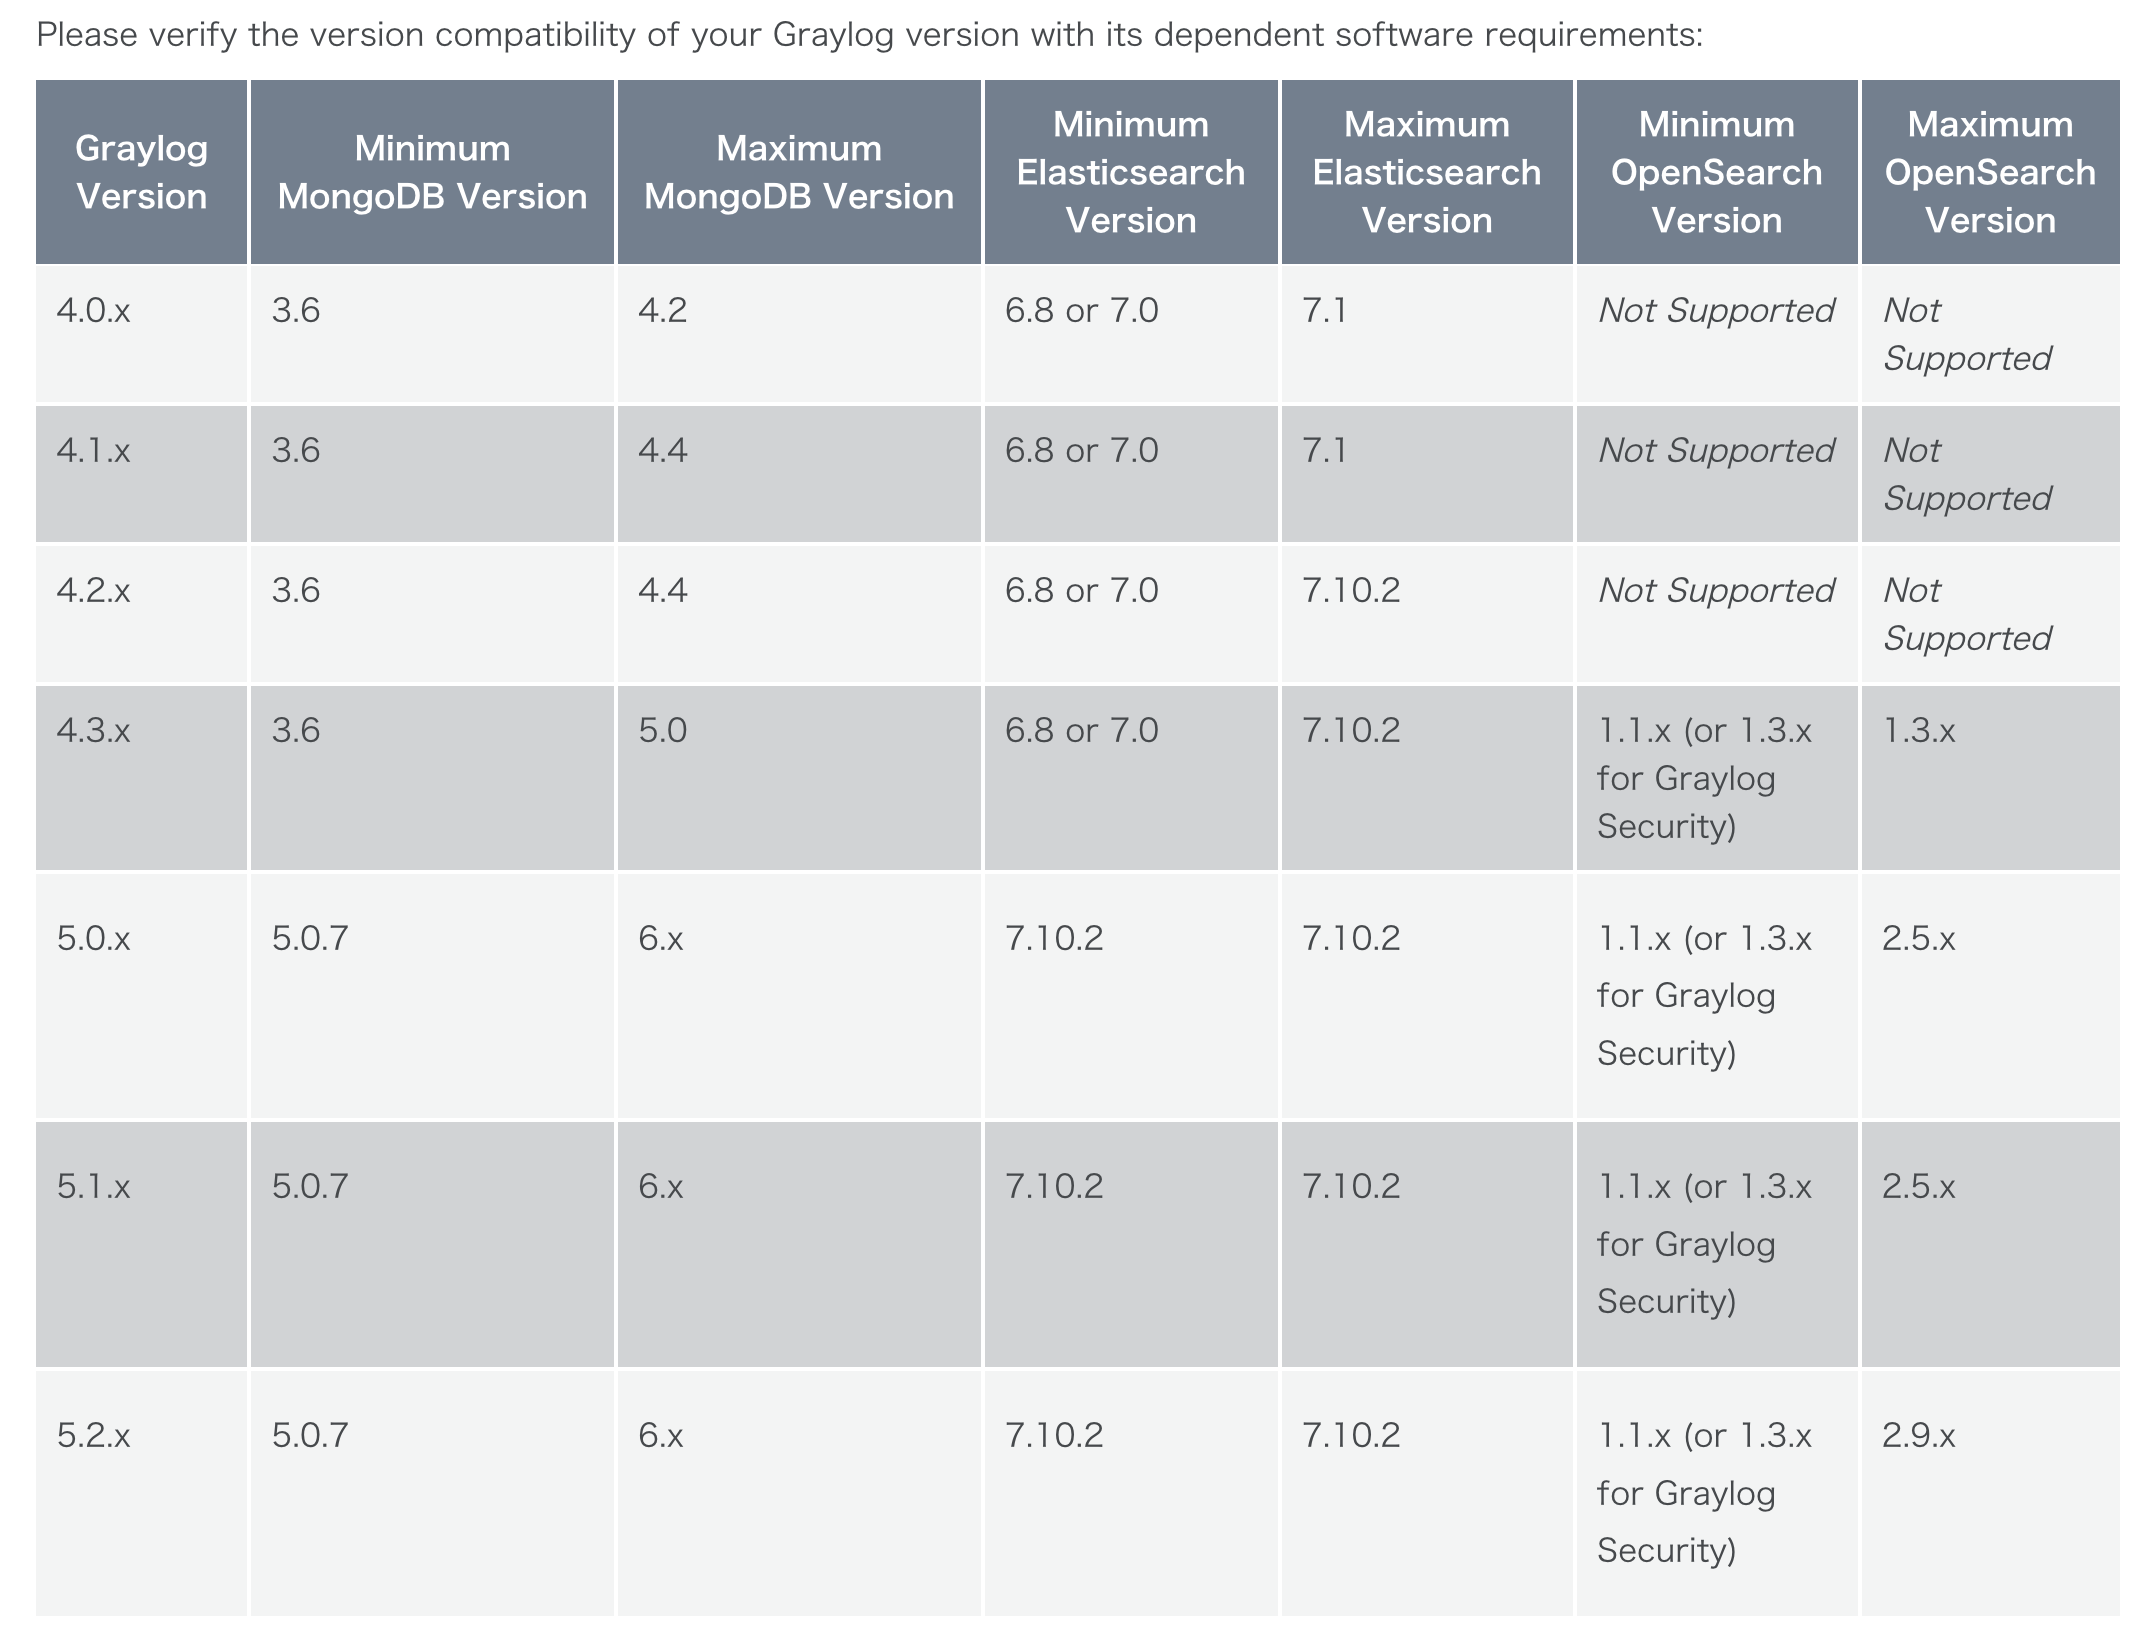 Please verify the version compatibility of your Graylog version with its dependent software requirements:
Graylog
Version
Minimum
MongoDB Version
Maximum
MongoDB Version
Minimum
Elasticsearch
Version
Maximum
Elasticsearch
Version
Minimum
OpenSearch
Version
Maximum
OpenSearch
Version
4.0.x
3.6
4.2
6.8 or 7.0
7.1
Not Supported
Not
Supported
4.1.x
3.6
4.4
6.8 or 7.0
7.1
Not Supported
Not
Supported
4.2.x
3.6
4.4
6.8 or 7.0
7.10.2
Not Supported
Not
Supported
4.3.x
3.6
5.0
6.8 or 7.0
7.10.2
1.1.x (or 1.3.x
for Graylog
Security)
1.3.x
5.0.x
5.0.7
6.x
7.10.2
7.10.2
1.1.x (or 1.3.x
for Graylog
Security)
2.5.x
5.1.x
5.0.7
6.x
7.10.2
7.10.2
1.1.x (or 1.3.x
for Graylog
Security)
2.5.x
5.2.x
5.0.7
6.x
7.10.2
7.10.2
1.1.x (or 1.3.x
for Graylog
Security)
2.9.x